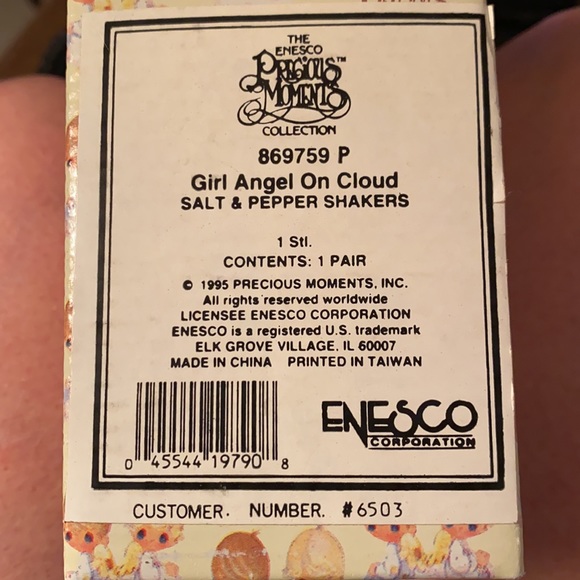 THE
ENESCO
PRECIOUS™
MOMENTS
COLLECTION
869759 P
Girl Angel On Cloud
SALT & PEPPER SHAKERS
1 Stl.
CONTENTS: 1 PAIR
© 1995 PRECIOUS MOMENTS, INC.
All rights reserved worldwide
LICENSEE ENESCO CORPORATION
ENESCO is a registered U.S. trademark
ELK GROVE VILLAGE, IL 60007
MADE IN CHINA PRINTED IN TAIWAN
0 45544 19790 8
ENESCO
CORPORATION
CUSTOMER. NUMBER. #6503